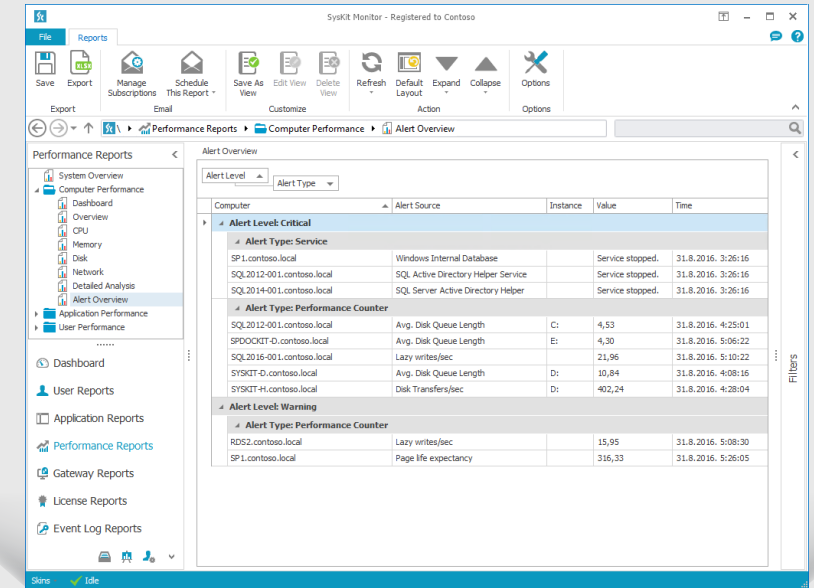 SysKit Monitor - Registered to Contoso
File Reports
Save Export Manage Subscriptions Schedule This Report Save As View Edit View Delete View Refresh Default Layout Expand Collapse Options
Export Email Customize Action Options
\ Performance Reports Computer Performance Alert Overview
Performance Reports
System Overview
Computer Performance
Dashboard
Overview
CPU
Memory
Disk
Network
Detailed Analysis
Alert Overview
Application Performance
User Performance
Dashboard
User Reports
Application Reports
Performance Reports
Gateway Reports
License Reports
Event Log Reports
Alert Overview
Alert Level
Alert Type
Computer Alert Source Instance Value Time
Alert Level: Critical
Alert Type: Service
SP1.contoso.local Windows Internal Database Service stopped. 31.8.2016. 3:26:16
SQL2012-001.contoso.local SQL Active Directory Helper Service Service stopped. 31.8.2016. 3:26:16
SQL2014-001.contoso.local SQL Server Active Directory Helper Service stopped. 31.8.2016. 3:26:16
Alert Type: Performance Counter
SQL2012-001.contoso.local Avg. Disk Queue Length C: 4,53 31.8.2016. 4:25:01
SPDOCKIT-D.contoso.local Avg. Disk Queue Length E: 4,30 31.8.2016. 5:06:22
SQL2016-001.contoso.local Lazy writes/sec 21,96 31.8.2016. 5:10:22
SYSKIT-D.contoso.local Avg. Disk Queue Length D: 10,84 31.8.2016. 4:08:16
SYSKIT-H.contoso.local Disk Transfers/sec D: 402,24 31.8.2016. 4:28:04
Alert Level: Warning
Alert Type: Performance Counter
RDS2.contoso.local Lazy writes/sec 15,95 31.8.2016. 5:08:30
SP1.contoso.local Page life expectancy 316,33 31.8.2016. 5:26:05
Filters
Skins Idle